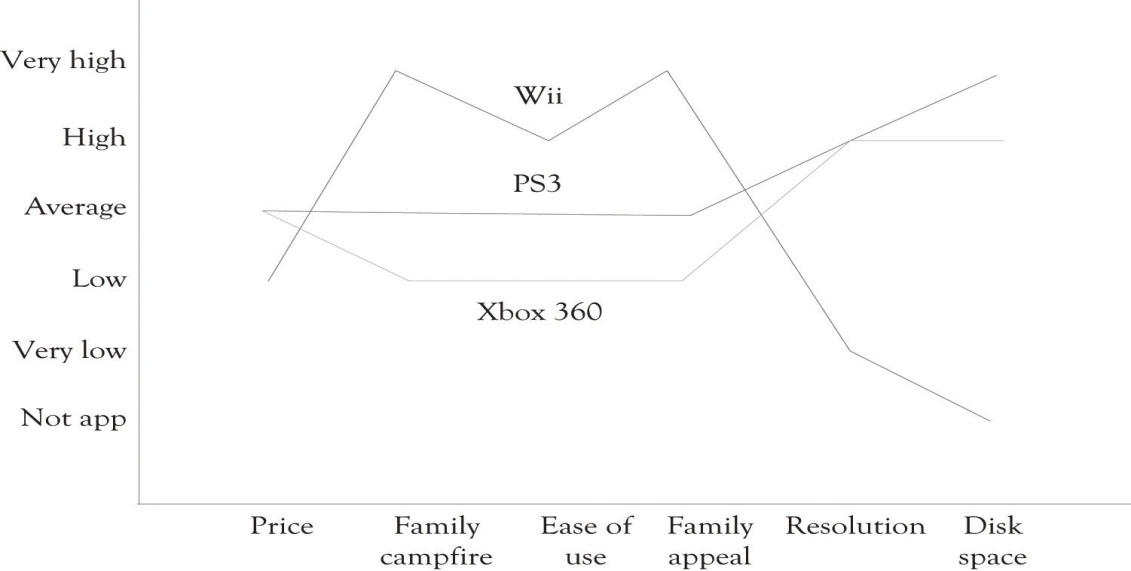 Very high
High
Average
Low
Very low
Not app
Wii
PS3
Xbox 360
Price
Family
campfire
Ease of
use
Family
appeal
Resolution
Disk
space